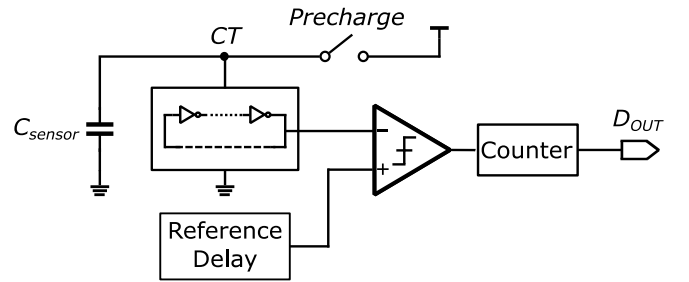 Precharge
CT
C_sensor
D_OUT
−
+
Counter
Reference
Delay